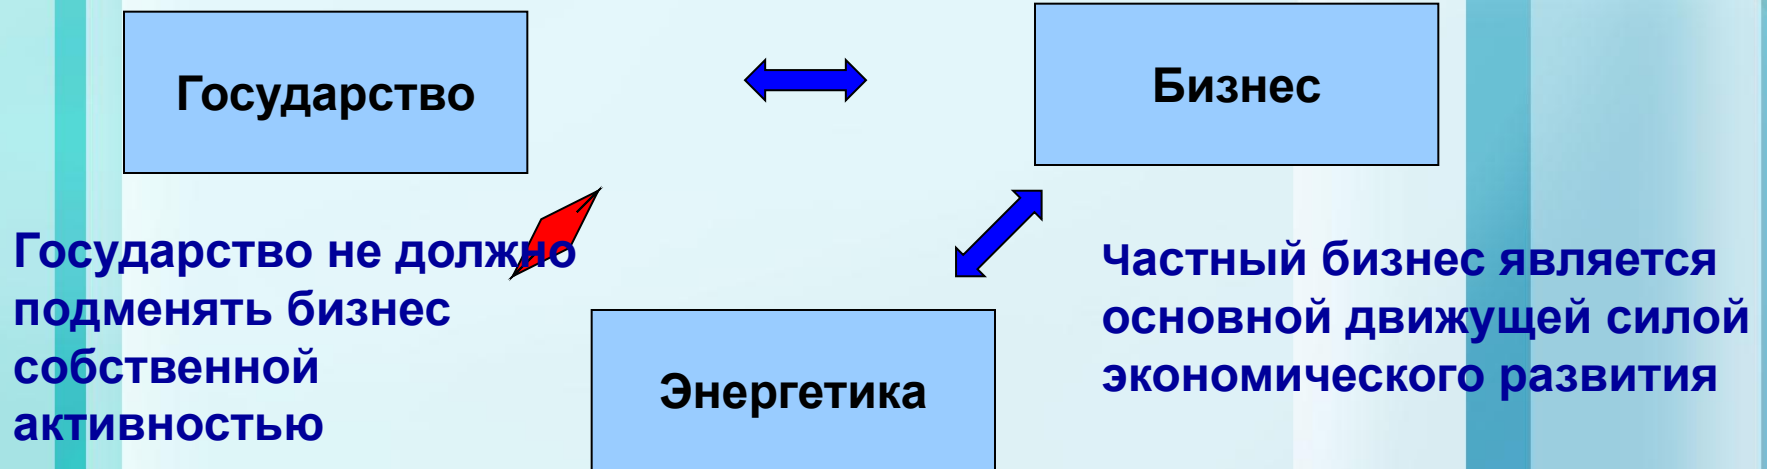 Государство
Бизнес
Государство не должно
подменять бизнес
собственной
активностью
Частный бизнес является
основной движущей силой
экономического развития
Энергетика